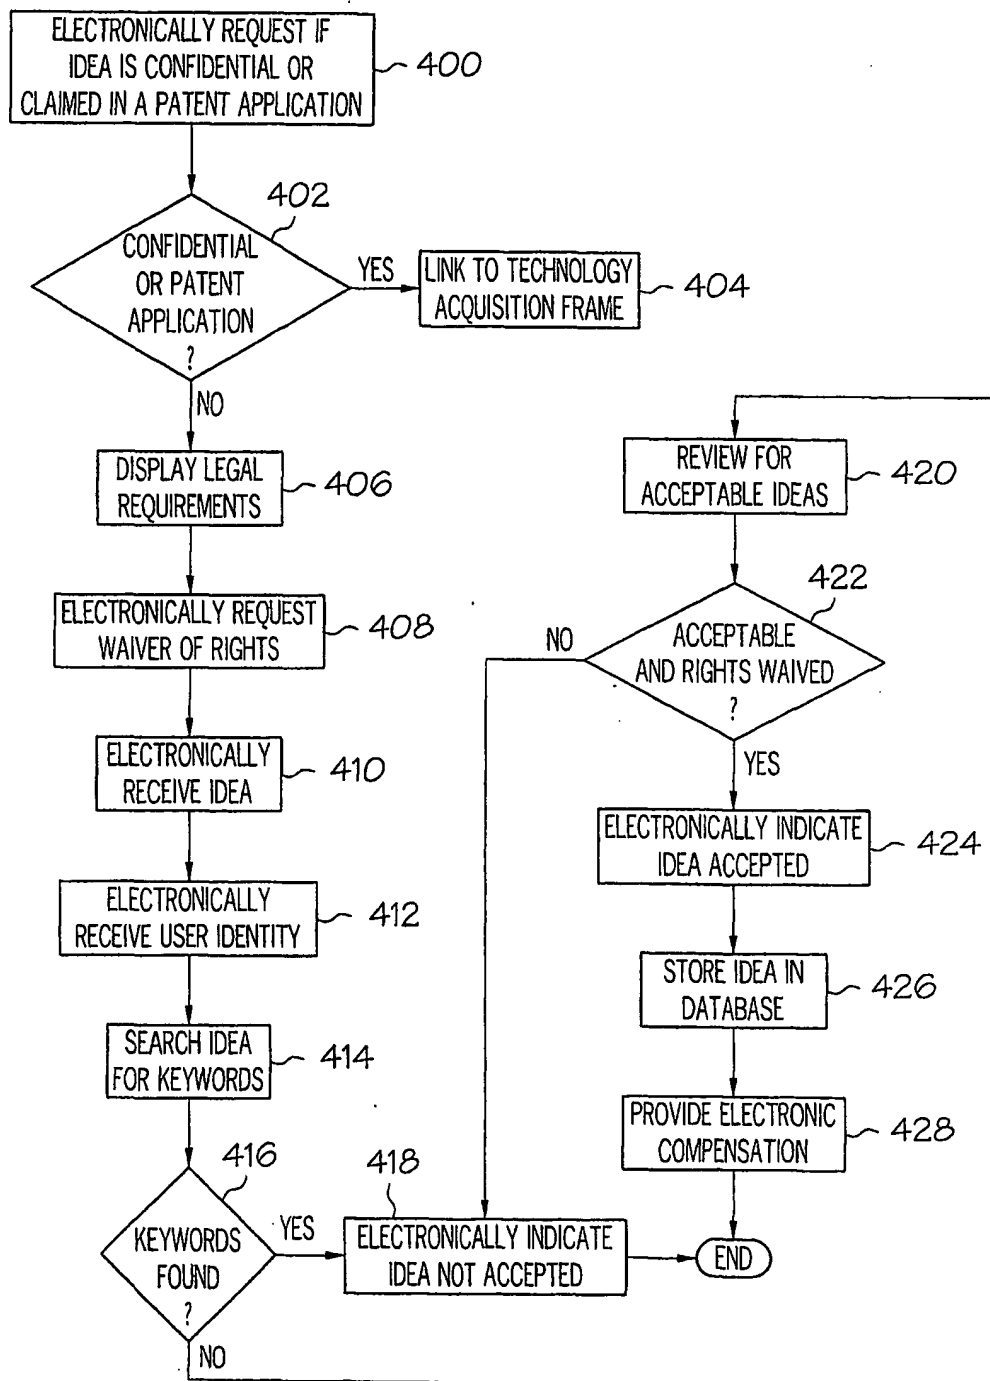 ELECTRONICALLY REQUEST IF
IDEA IS CONFIDENTIAL OR
CLAIMED IN A PATENT APPLICATION
400
402
CONFIDENTIAL
OR PATENT
APPLICATION
?
YES
LINK TO TECHNOLOGY
ACQUISITION FRAME
404
NO
DISPLAY LEGAL
REQUIREMENTS
406
ELECTRONICALLY REQUEST
WAIVER OF RIGHTS
408
ELECTRONICALLY
RECEIVE IDEA
410
ELECTRONICALLY
RECEIVE USER IDENTITY
412
SEARCH IDEA
FOR KEYWORDS
414
416
KEYWORDS
FOUND
?
YES
NO
418
ELECTRONICALLY INDICATE
IDEA NOT ACCEPTED
REVIEW FOR
ACCEPTABLE IDEAS
420
422
ACCEPTABLE
AND RIGHTS WAIVED
?
NO
YES
ELECTRONICALLY INDICATE
IDEA ACCEPTED
424
STORE IDEA IN
DATABASE
426
PROVIDE ELECTRONIC
COMPENSATION
428
END